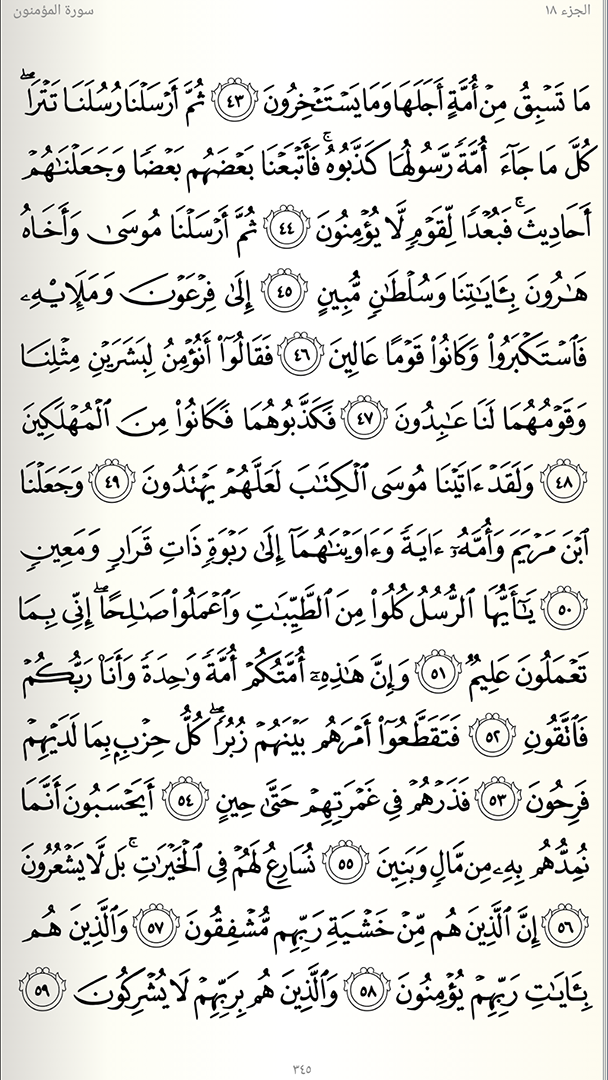 الجزء ١٨
سورة المؤمنون
مَا تَسْبِقُ مِنْ أُمَّةٍ أَجَلَهَا وَمَا يَسْتَـْٔخِرُونَ ٤٣ ثُمَّ أَرْسَلْنَا رُسُلَنَا تَتْرَاۖ
كُلَّ مَا جَآءَ أُمَّةً رَّسُولُهَا كَذَّبُوهُۚ فَأَتْبَعْنَا بَعْضَهُم بَعْضًا وَجَعَلْنَٰهُمْ
أَحَادِيثَۚ فَبُعْدًا لِّقَوْمٍ لَّا يُؤْمِنُونَ ٤٤ ثُمَّ أَرْسَلْنَا مُوسَىٰ وَأَخَاهُ
هَٰرُونَ بِـَٔايَٰتِنَا وَسُلْطَٰنٍ مُّبِينٍ ٤٥ إِلَىٰ فِرْعَوْنَ وَمَلَإِي۟هِۦ
فَٱسْتَكْبَرُوا۟ وَكَانُوا۟ قَوْمًا عَالِينَ ٤٦ فَقَالُوٓا۟ أَنُؤْمِنُ لِبَشَرَيْنِ مِثْلِنَا
وَقَوْمُهُمَا لَنَا عَٰبِدُونَ ٤٧ فَكَذَّبُوهُمَا فَكَانُوا۟ مِنَ ٱلْمُهْلَكِينَ
٤٨ وَلَقَدْ ءَاتَيْنَا مُوسَى ٱلْكِتَٰبَ لَعَلَّهُمْ يَهْتَدُونَ ٤٩ وَجَعَلْنَا
ٱبْنَ مَرْيَمَ وَأُمَّهُۥٓ ءَايَةً وَءَاوَيْنَٰهُمَآ إِلَىٰ رَبْوَةٍ ذَاتِ قَرَارٍ وَمَعِينٍ
٥٠ يَٰٓأَيُّهَا ٱلرُّسُلُ كُلُوا۟ مِنَ ٱلطَّيِّبَٰتِ وَٱعْمَلُوا۟ صَٰلِحًاۖ إِنِّى بِمَا
تَعْمَلُونَ عَلِيمٌ ٥١ وَإِنَّ هَٰذِهِۦٓ أُمَّتُكُمْ أُمَّةً وَٰحِدَةً وَأَنَا۠ رَبُّكُمْ
فَٱتَّقُونِ ٥٢ فَتَقَطَّعُوٓا۟ أَمْرَهُم بَيْنَهُمْ زُبُرًاۖ كُلُّ حِزْبٍۭ بِمَا لَدَيْهِمْ
فَرِحُونَ ٥٣ فَذَرْهُمْ فِى غَمْرَتِهِمْ حَتَّىٰ حِينٍ ٥٤ أَيَحْسَبُونَ أَنَّمَا
نُمِدُّهُم بِهِۦ مِن مَّالٍ وَبَنِينَ ٥٥ نُسَارِعُ لَهُمْ فِى ٱلْخَيْرَٰتِۚ بَل لَّا يَشْعُرُونَ
٥٦ إِنَّ ٱلَّذِينَ هُم مِّنْ خَشْيَةِ رَبِّهِم مُّشْفِقُونَ ٥٧ وَٱلَّذِينَ هُم
بِـَٔايَٰتِ رَبِّهِمْ يُؤْمِنُونَ ٥٨ وَٱلَّذِينَ هُم بِرَبِّهِمْ لَا يُشْرِكُونَ ٥٩
٣٤٥